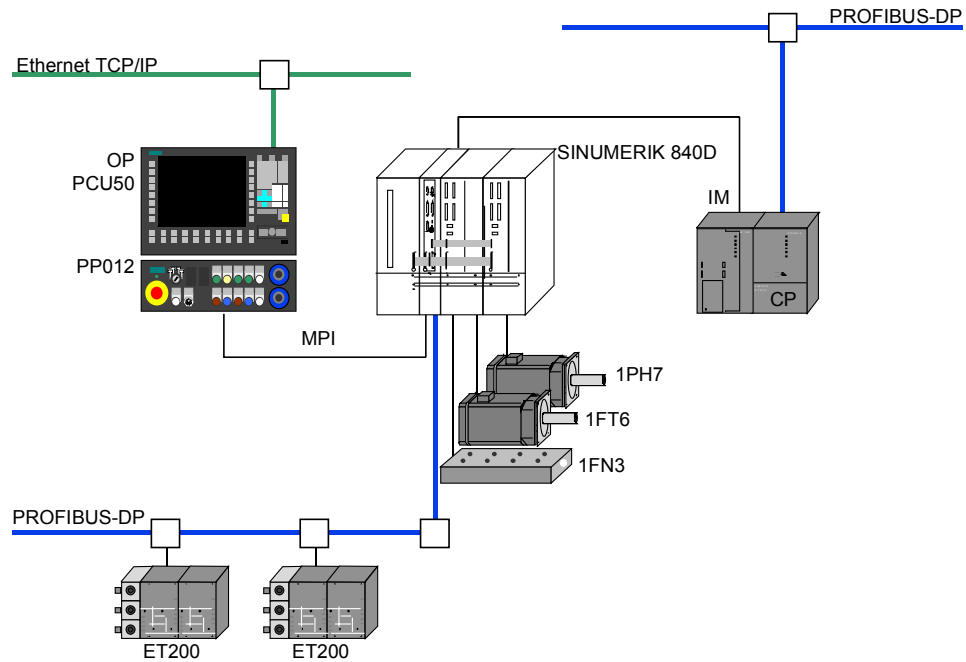 PROFIBUS-DP
Ethernet TCP/IP
OP
PCU50
SINUMERIK 840D
IM
PP012
CP
MPI
1PH7
1FT6
1FN3
PROFIBUS-DP
ET200
ET200